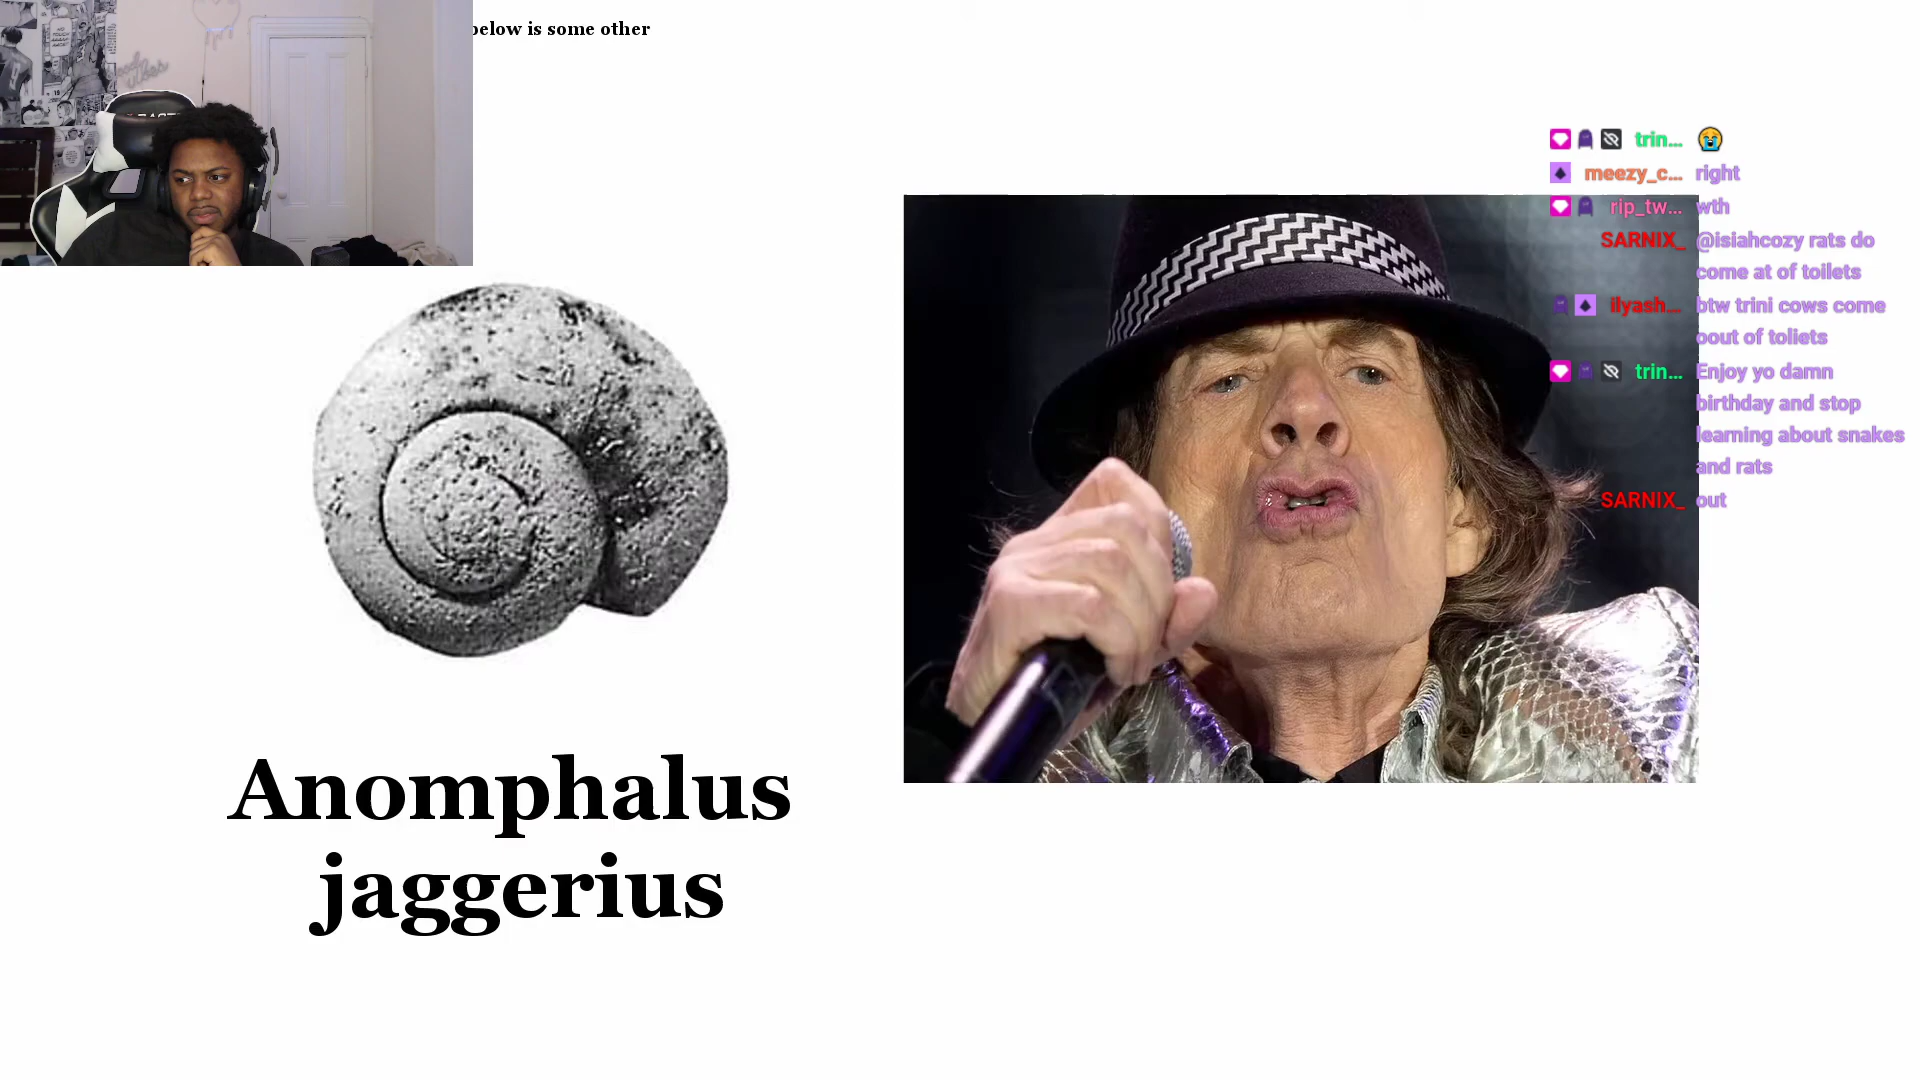 below is some other
trin...
meezy_c... right
rip_tw... wth
SARNIX_ @isiahcozy rats do
come at of toilets
ilyash... btw trini cows come
oout of toliets
trin... Enjoy yo damn
birthday and stop
learning about snakes
and rats
SARNIX_ out
Anomphalus
jaggerius